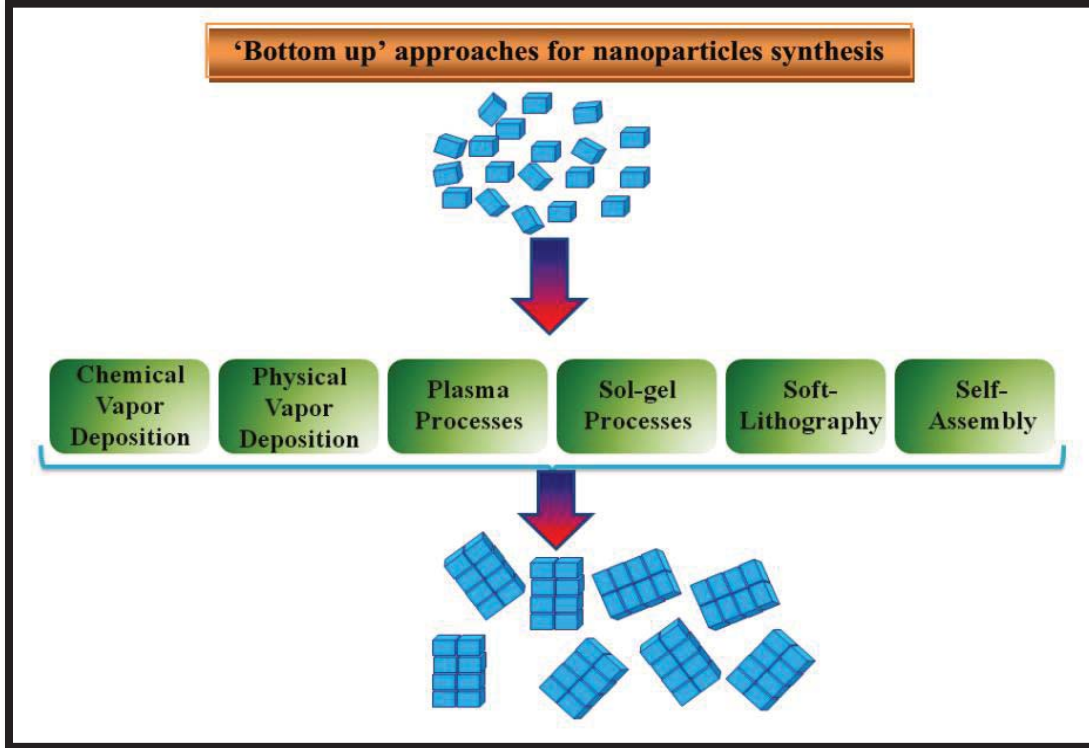 ‘Bottom up’ approaches for nanoparticles synthesis
Chemical
Vapor
Deposition
Physical
Vapor
Deposition
Plasma
Processes
Sol-gel
Processes
Soft-
Lithography
Self-
Assembly